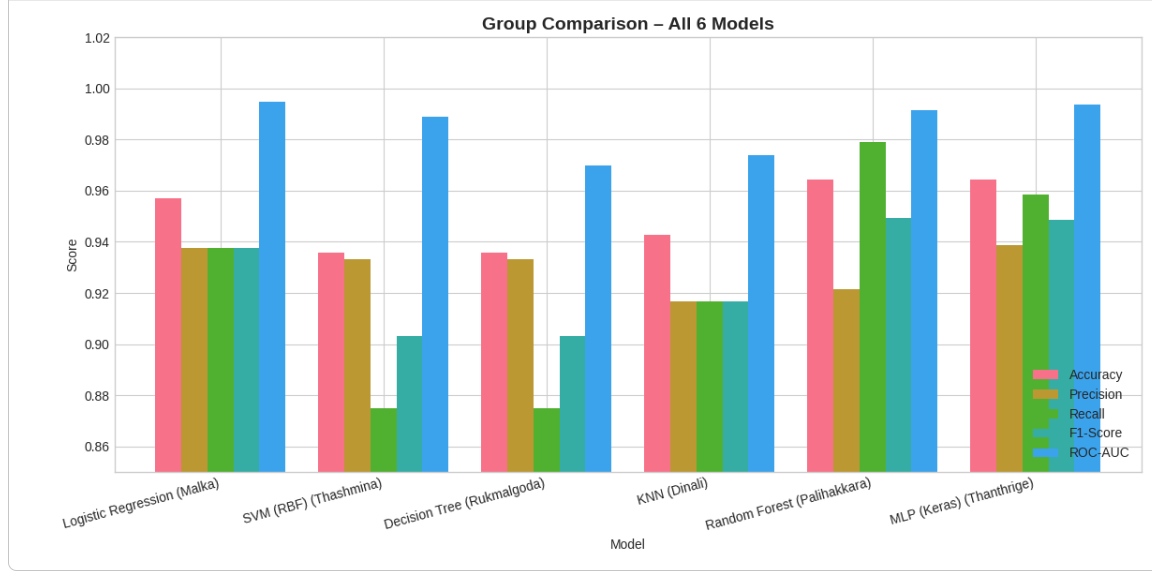 Group Comparison – All 6 Models
1.02
1.00
0.98
0.96
0.94
0.92
0.90
0.88
0.86
Score
Accuracy
Precision
Recall
F1-Score
ROC-AUC
Logistic Regression (Malka)
SVM (RBF) (Thashmina)
Decision Tree (Rukmalgoda)
KNN (Dinali)
Random Forest (Palihakkara)
MLP (Keras) (Thanthrige)
Model